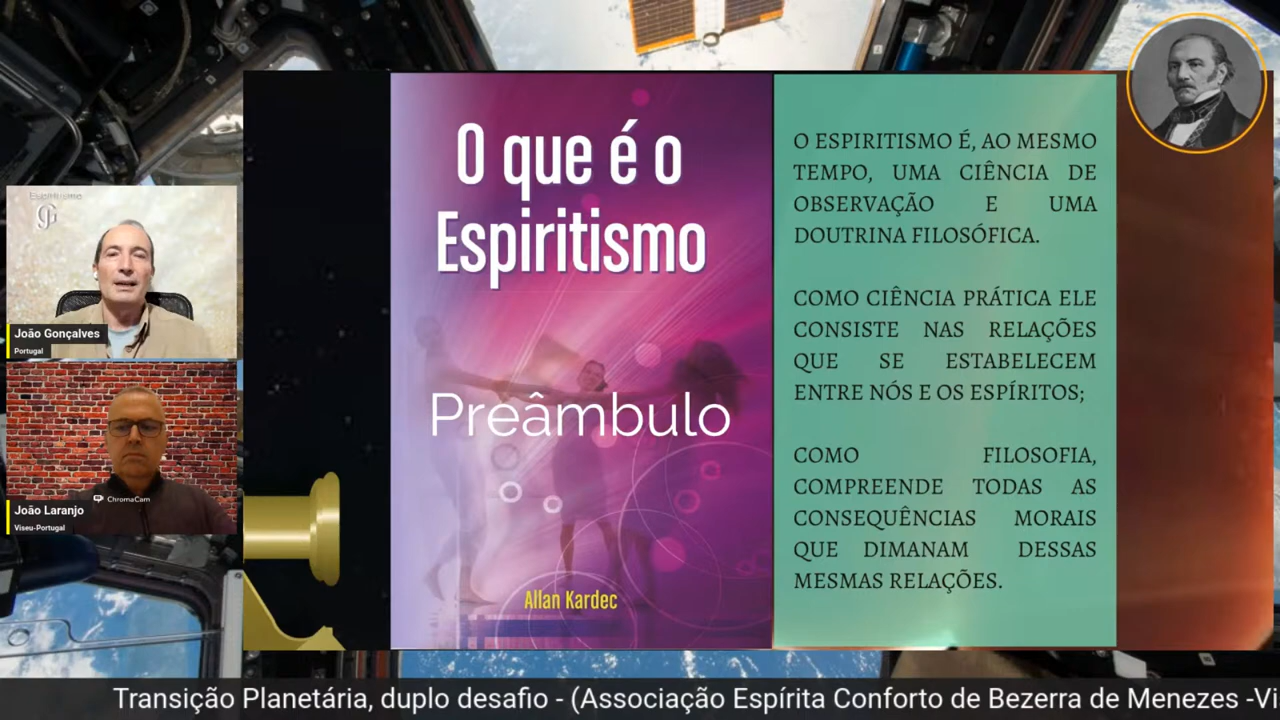 Espiritismo
João Gonçalves
Portugal
ChromaCam
João Laranjo
Viseu-Portugal
O que é o
Espiritismo
Preâmbulo
Allan Kardec
O ESPIRITISMO É, AO MESMO
TEMPO, UMA CIÊNCIA DE
OBSERVAÇÃO E UMA
DOUTRINA FILOSÓFICA.
COMO CIÊNCIA PRÁTICA ELE
CONSISTE NAS RELAÇÕES
QUE SE ESTABELECEM
ENTRE NÓS E OS ESPÍRITOS;
COMO FILOSOFIA,
COMPREENDE TODAS AS
CONSEQUÊNCIAS MORAIS
QUE DIMANAM DESSAS
MESMAS RELAÇÕES.
Transição Planetária, duplo desafio - (Associação Espírita Conforto de Bezerra de Menezes -Vi